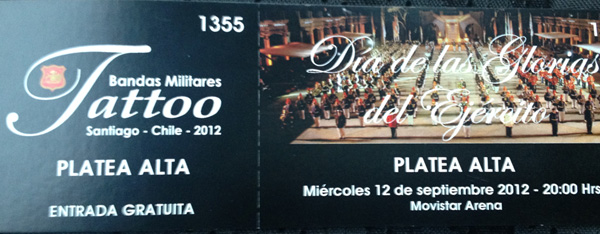 1355
Bandas Militares
Tattoo
Santiago - Chile - 2012
PLATEA ALTA
ENTRADA GRATUITA
1
Día de las Glorias
del Ejército
PLATEA ALTA
Miércoles 12 de septiembre 2012 - 20:00 Hrs
Movistar Arena